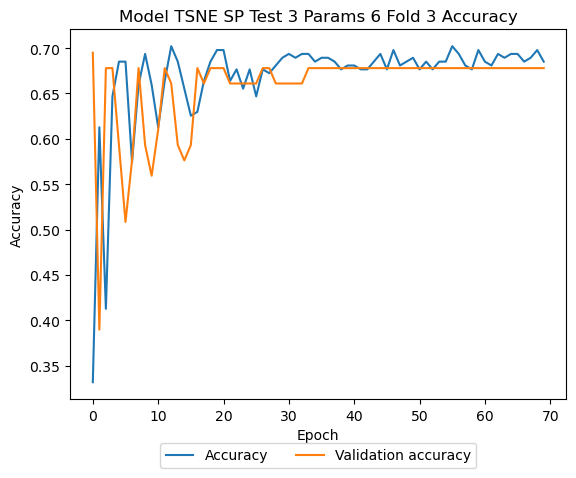 Model TSNE SP Test 3 Params 6 Fold 3 Accuracy
0.70
0.65
0.60
0.55
0.50
0.45
0.40
0.35
Accuracy
0 10 20 30 40 50 60 70
Epoch
Accuracy Validation accuracy